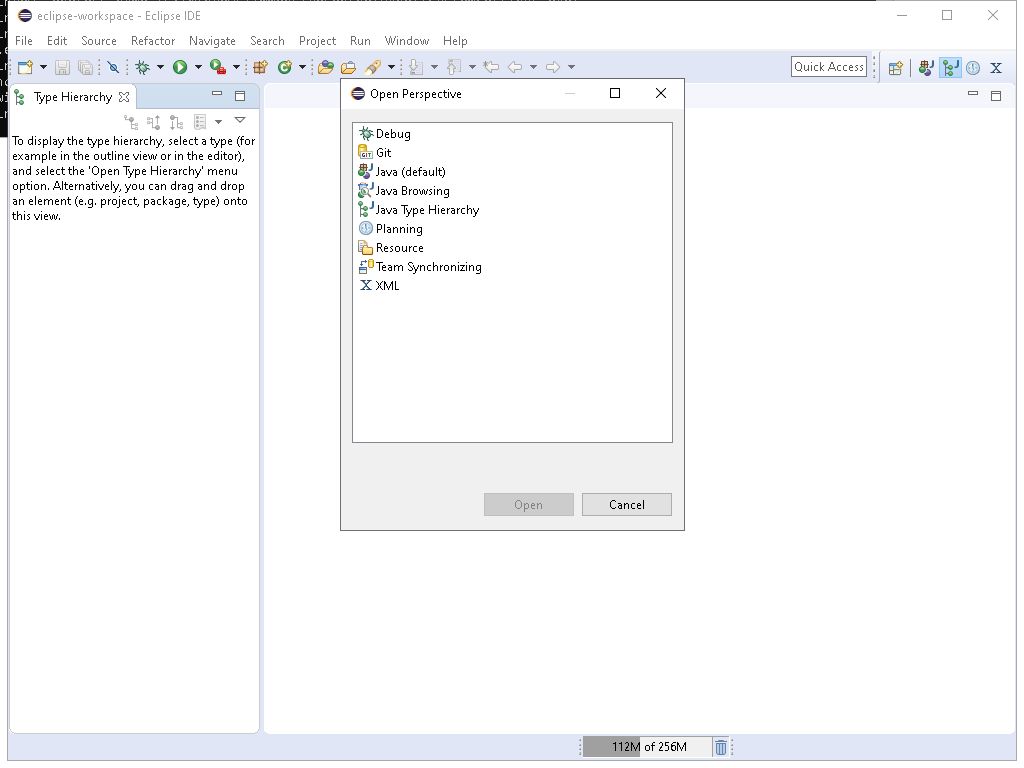 eclipse-workspace - Eclipse IDE
File Edit Source Refactor Navigate Search Project Run Window Help
Quick Access
Type Hierarchy
To display the type hierarchy, select a type (for
example in the outline view or in the editor),
and select the 'Open Type Hierarchy' menu
option. Alternatively, you can drag and drop
an element (e.g. project, package, type) onto
this view.
Open Perspective
Debug
Git
Java (default)
Java Browsing
Java Type Hierarchy
Planning
Resource
Team Synchronizing
XML
Open Cancel
112M of 256M